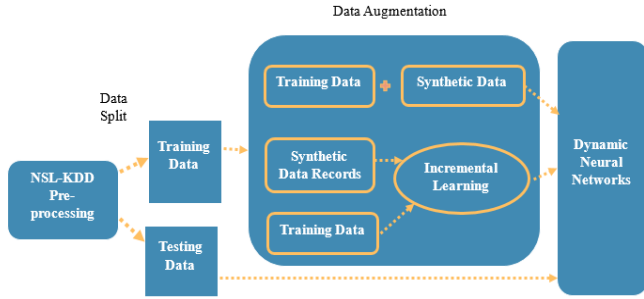 Data Augmentation
Data
Split
NSL-KDD
Pre-
processing
Training
Data
Testing
Data
Training Data
+
Synthetic Data
Synthetic
Data Records
Incremental
Learning
Training Data
Dynamic
Neural
Networks